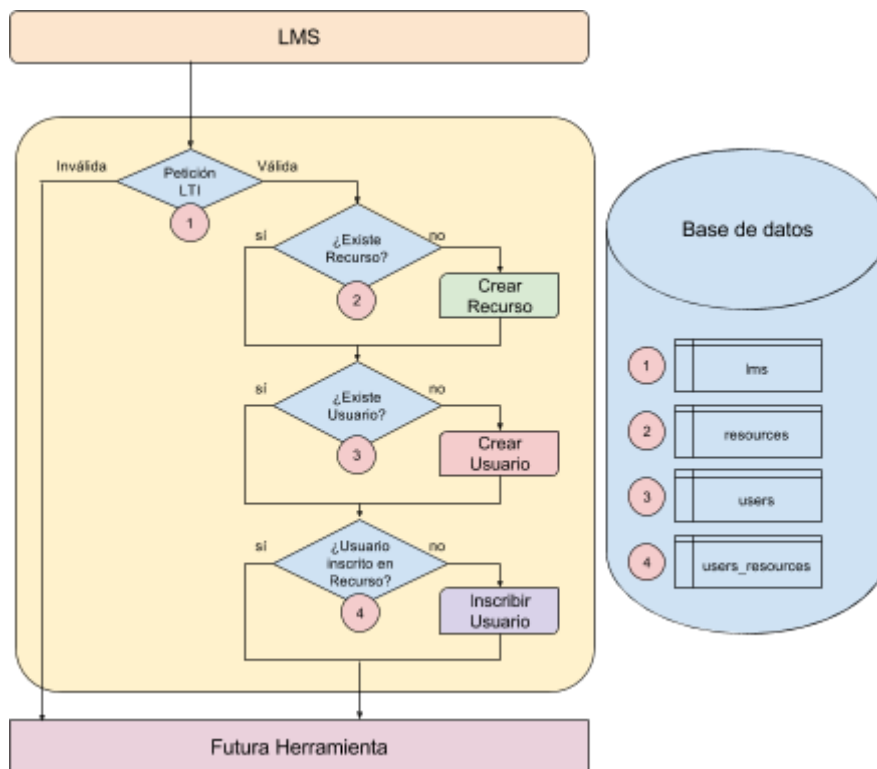 LMS
Inválida
Petición
LTI
Válida
1
sí
¿Existe
Recurso?
no
2
Crear
Recurso
sí
¿Existe
Usuario?
no
3
Crear
Usuario
sí
¿Usuario
inscrito en
Recurso?
no
4
Inscribir
Usuario
Futura Herramienta
Base de datos
1
lms
2
resources
3
users
4
users_resources